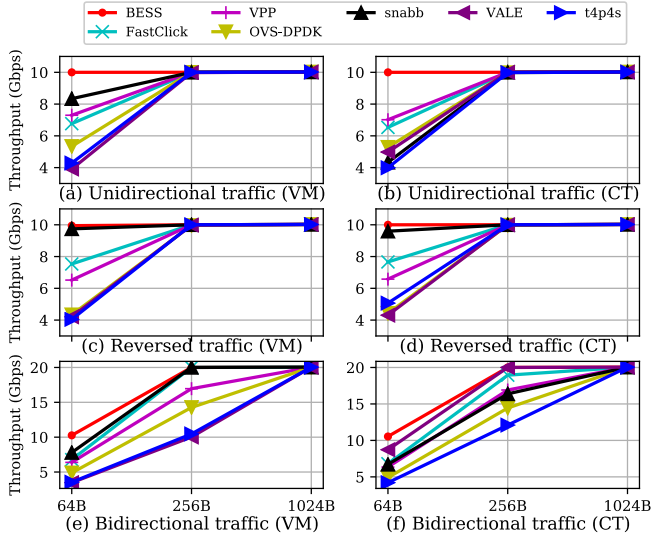 BESS VPP snabb VALE t4p4s
FastClick OVS-DPDK
Throughput (Gbps)
10
8
6
4
(a) Unidirectional traffic (VM)
10
8
6
4
(b) Unidirectional traffic (CT)
Throughput (Gbps)
10
8
6
4
(c) Reversed traffic (VM)
10
8
6
4
(d) Reversed traffic (CT)
Throughput (Gbps)
20
15
10
5
64B 256B 1024B
(e) Bidirectional traffic (VM)
20
15
10
5
64B 256B 1024B
(f) Bidirectional traffic (CT)